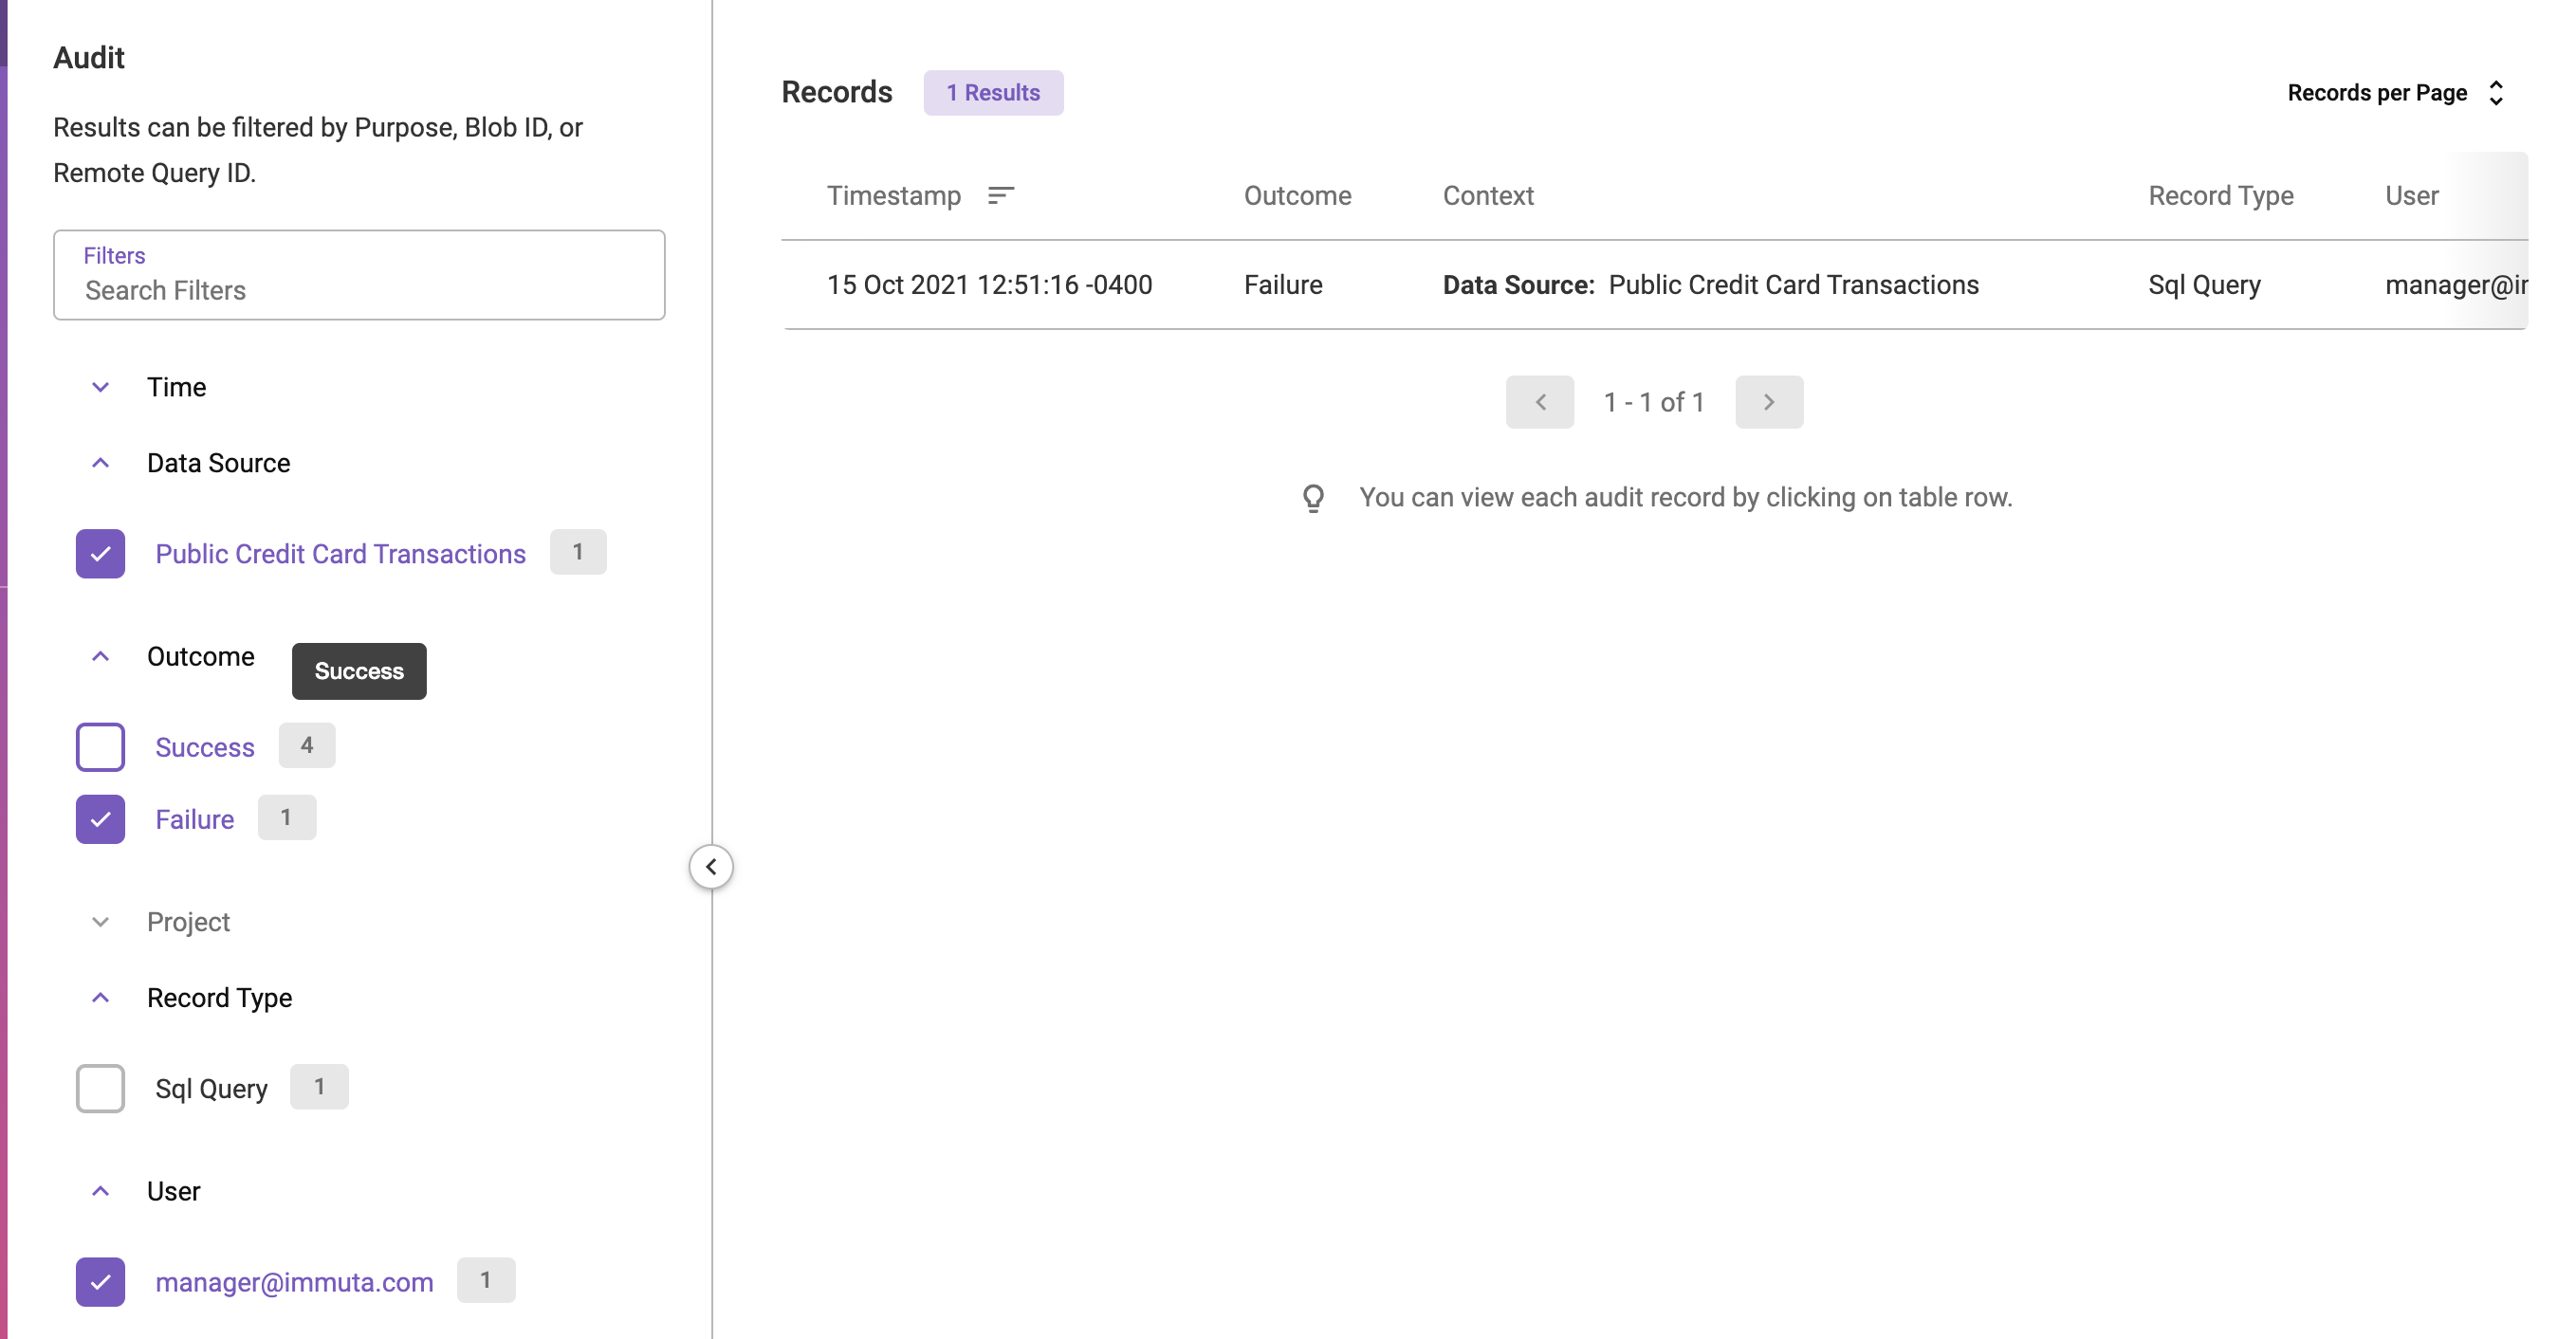 Audit
Results can be filtered by Purpose, Blob ID, or
Remote Query ID.
Filters
Search Filters
Time
Data Source
Public Credit Card Transactions 1
Outcome
Success
Success 4
Failure 1
Project
Record Type
Sql Query 1
User
manager@immuta.com 1
Records 1 Results Records per Page
Timestamp Outcome Context Record Type User
15 Oct 2021 12:51:16 -0400 Failure Data Source: Public Credit Card Transactions Sql Query manager@ir
1 - 1 of 1
You can view each audit record by clicking on table row.